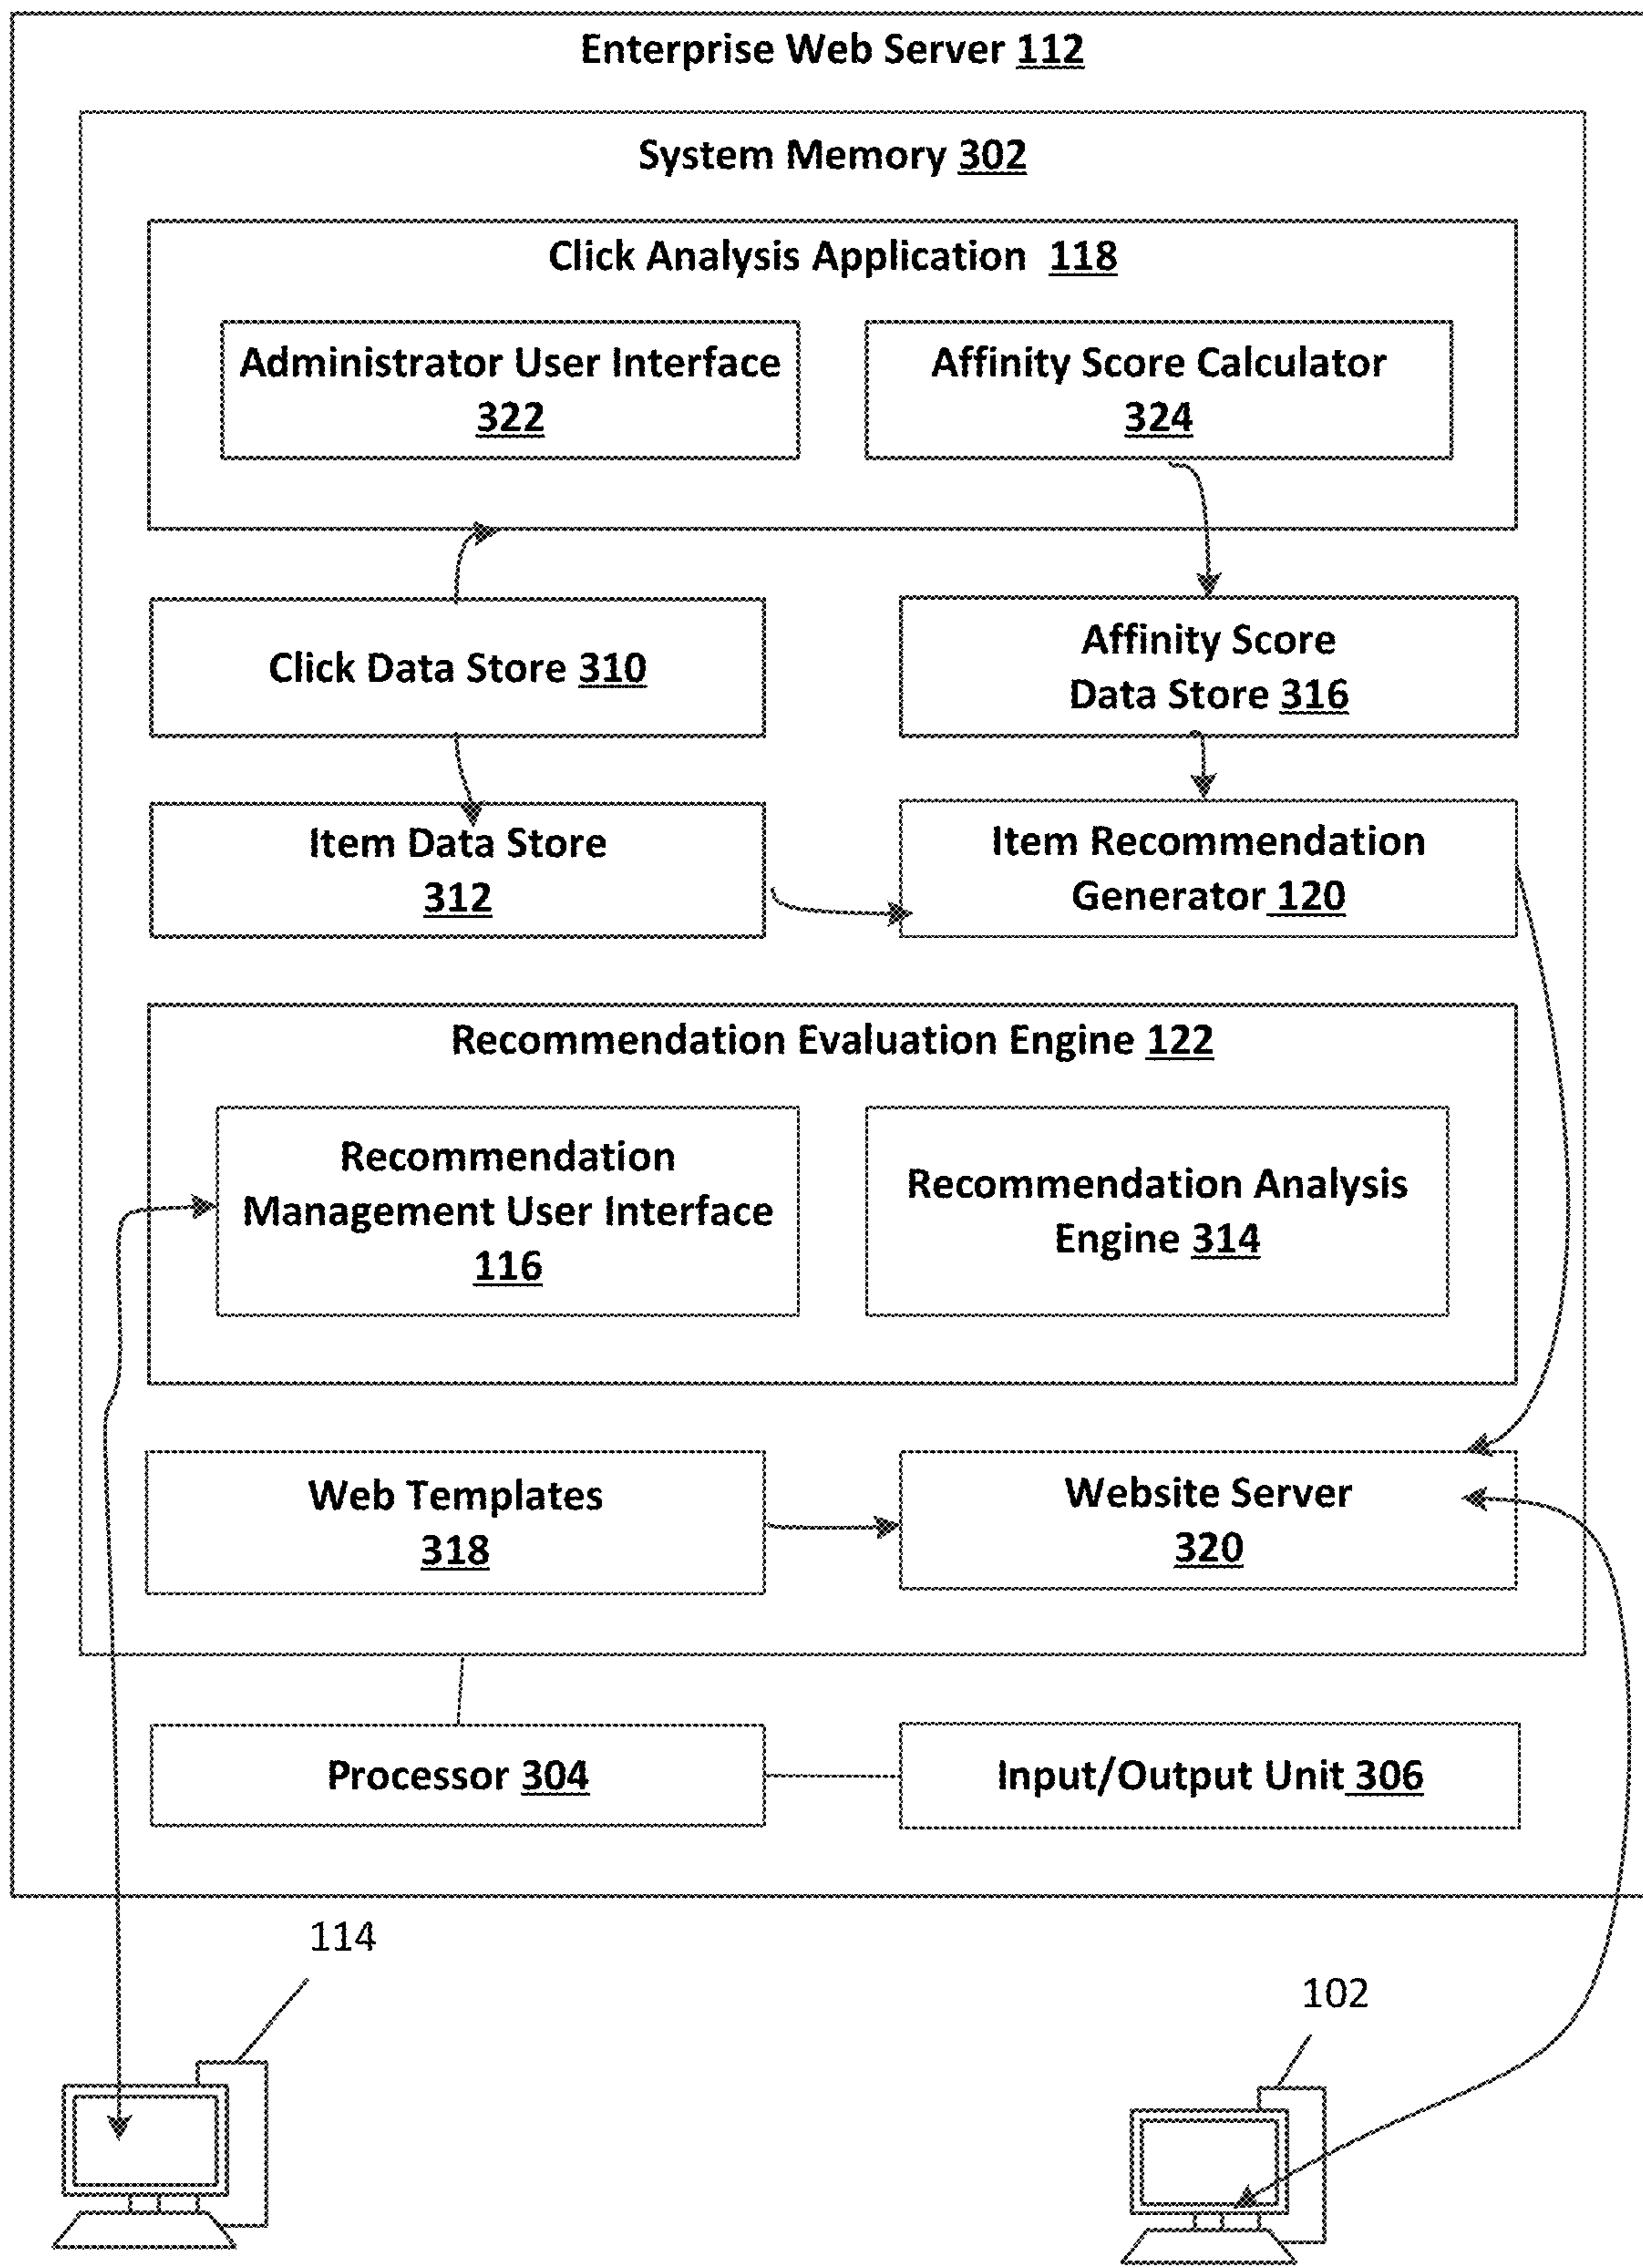 Enterprise Web Server 112
System Memory 302
Click Analysis Application 118
Administrator User Interface
322
Affinity Score Calculator
324
Click Data Store 310
Affinity Score
Data Store 316
Item Data Store
312
Item Recommendation
Generator 120
Recommendation Evaluation Engine 122
Recommendation
Management User Interface
116
Recommendation Analysis
Engine 314
Web Templates
318
Website Server
320
Processor 304
Input/Output Unit 306
114
102